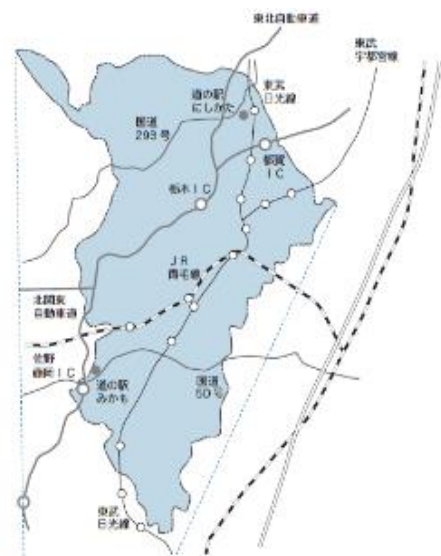 東北自動車道
東武
宇都宮線
東武
日光線
道の駅
にしかた
国道
293号
都賀
IC
栃木IC
JR
両毛線
北関東
自動車道
佐野
藤岡IC
道の駅
みかも
国道
50号
東武
日光線